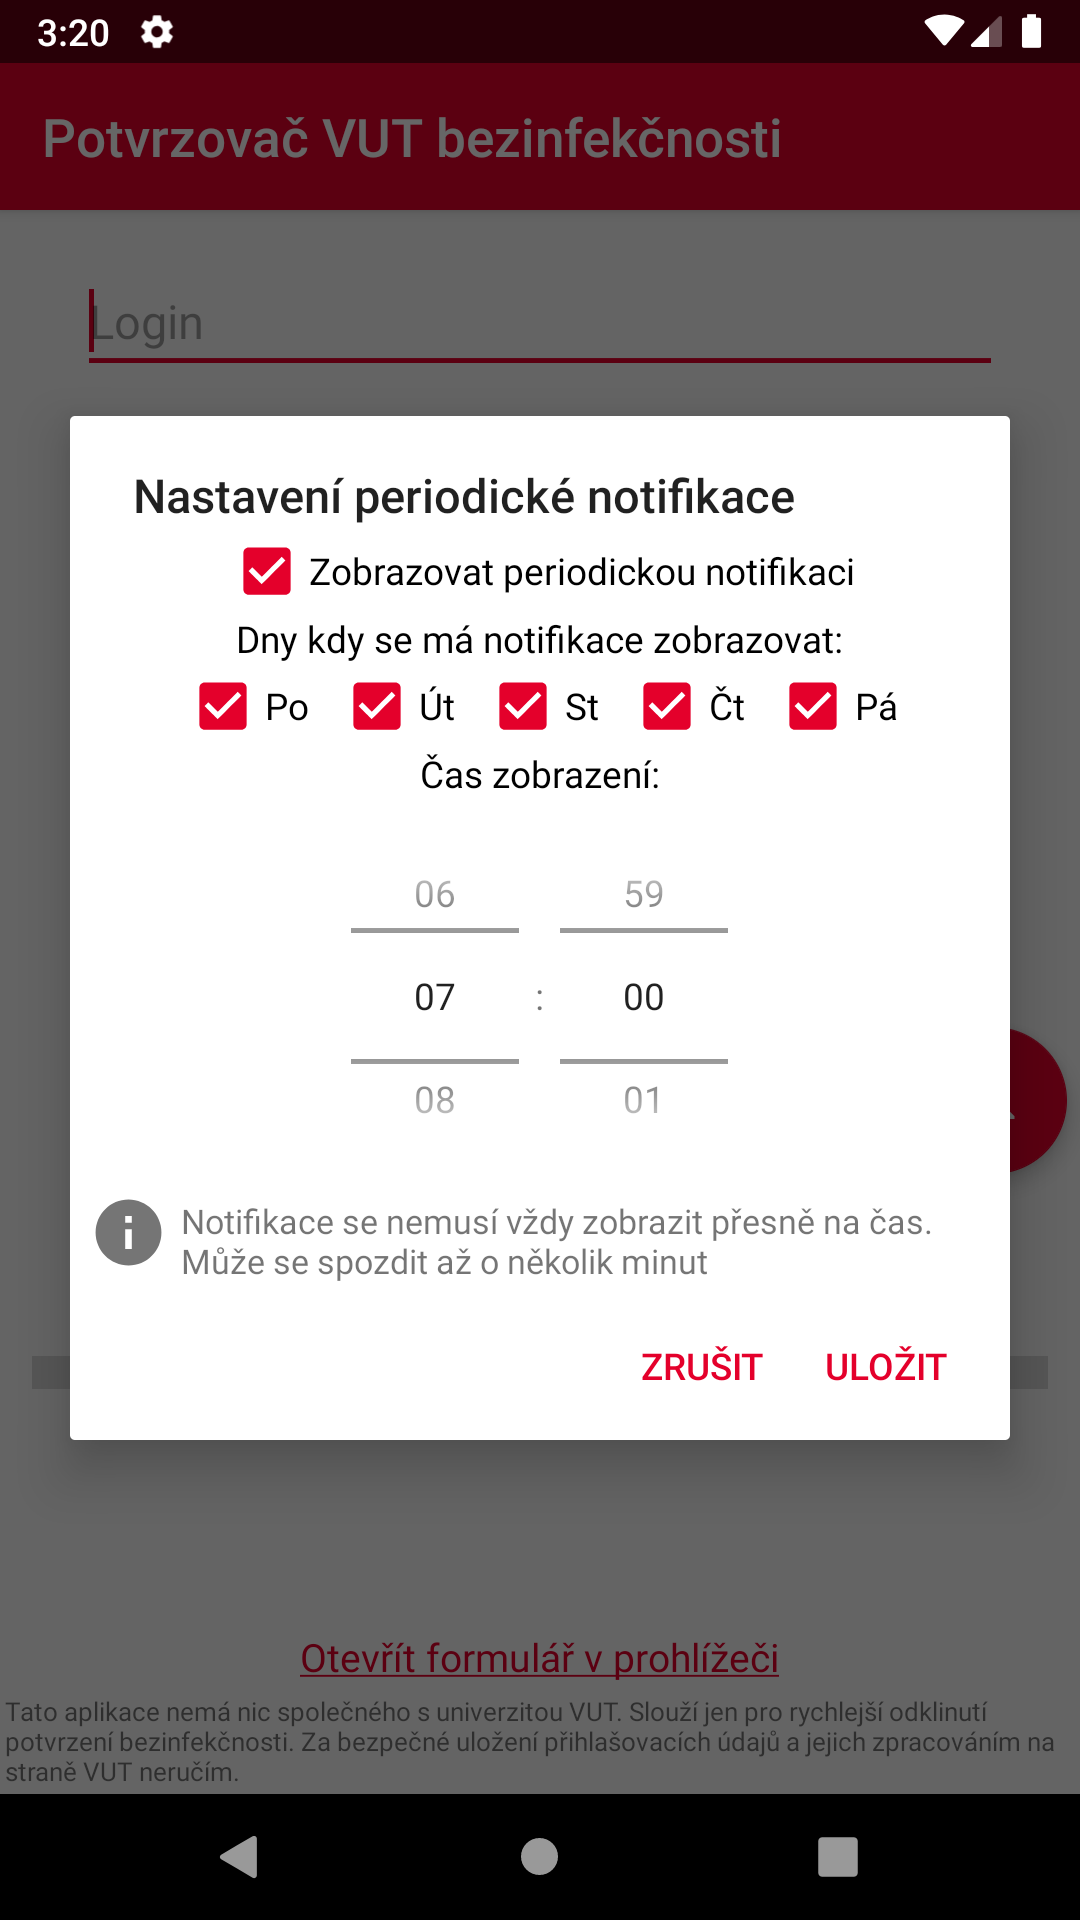 3:20
Potvrzovač VUT bezinfekčnosti
Login
Nastavení periodické notifikace
Zobrazovat periodickou notifikaci
Dny kdy se má notifikace zobrazovat:
Po Út St Čt Pá
Čas zobrazení:
06 59
07 : 00
08 01
Notifikace se nemusí vždy zobrazit přesně na čas.
Může se spozdit až o několik minut
ZRUŠIT ULOŽIT
Otevřít formulář v prohlížeči
Tato aplikace nemá nic společného s univerzitou VUT. Slouží jen pro rychlejší odklinutí
potvrzení bezinfekčnosti. Za bezpečné uložení přihlašovacích údajů a jejich zpracováním na
straně VUT neručím.